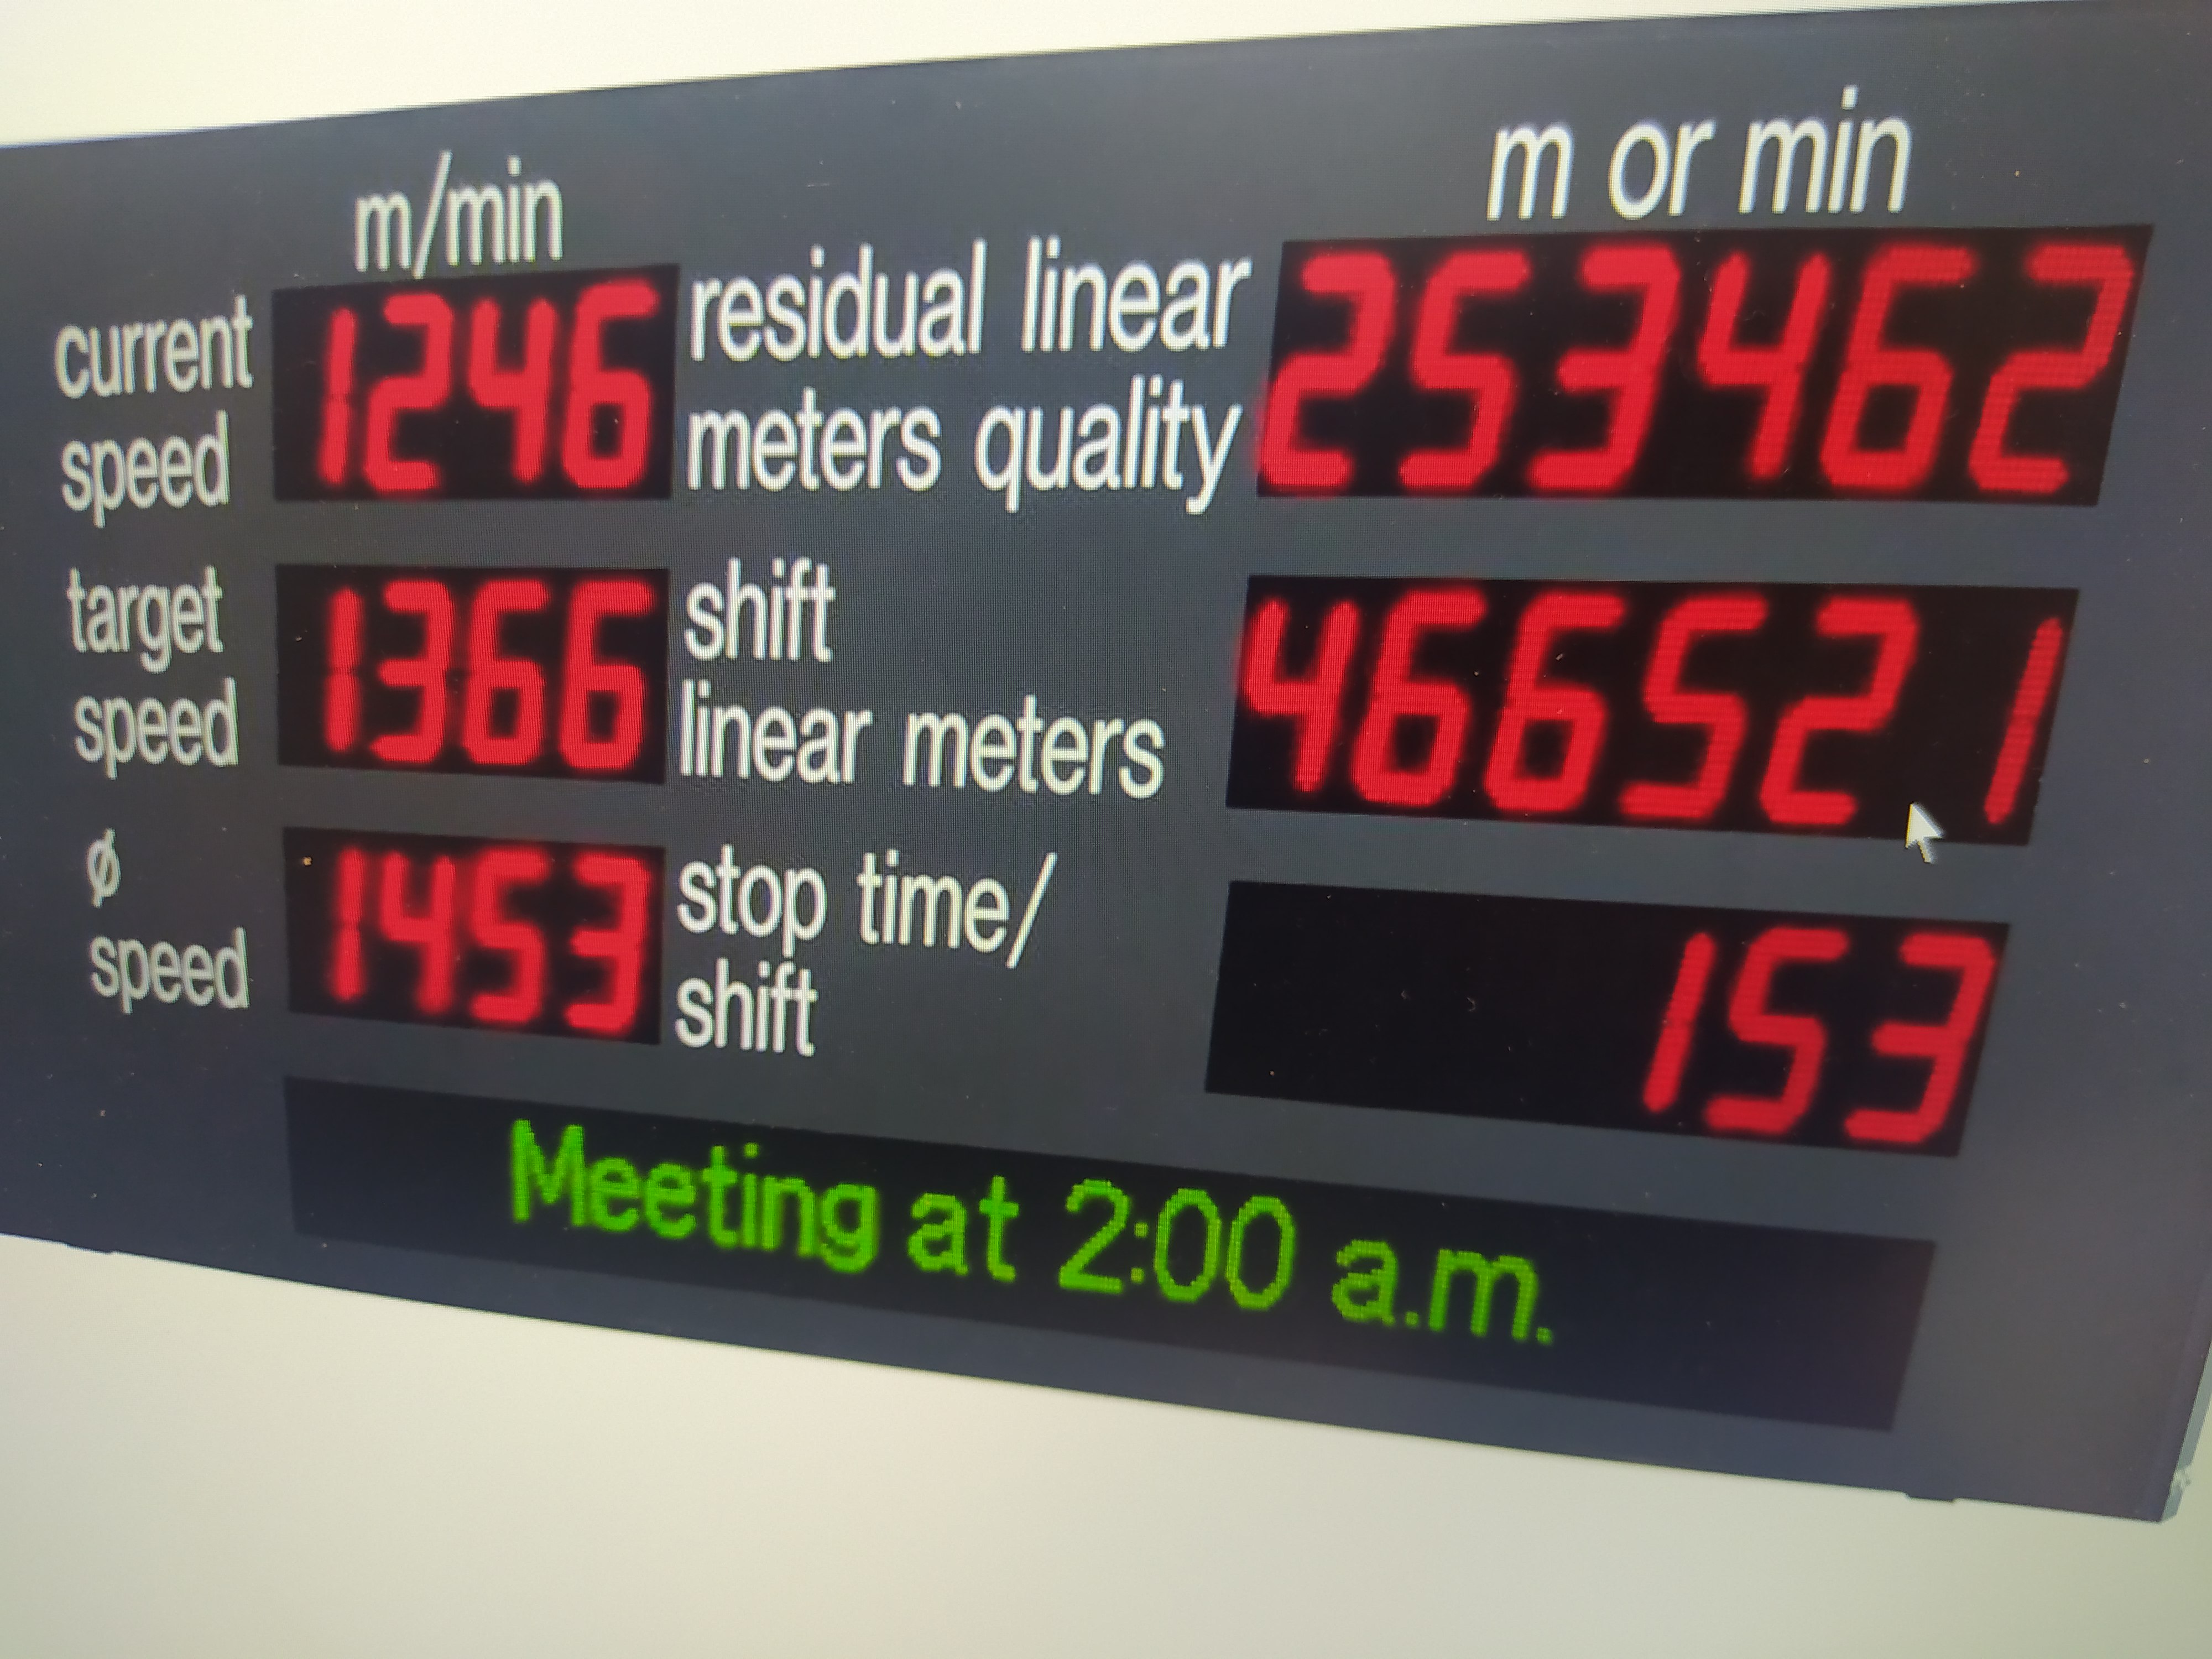 m/min
m or min
current
speed
1246
residual linear
meters quality
253462
target
speed
1366
shift
linear meters
466521
ø
speed
1453
stop time/
shift
153
Meeting at 2:00 a.m.